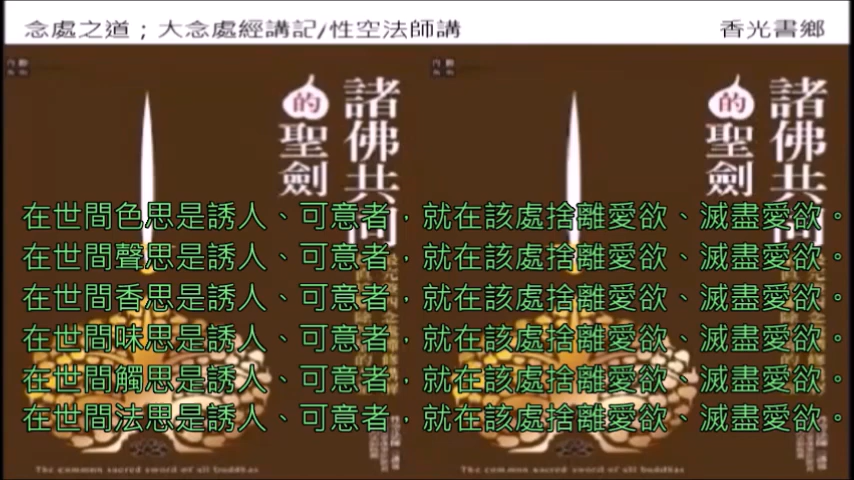 念處之道；大念處經講記/性空法師講
香光書鄉
諸佛共同
的聖劍
諸佛共同
的聖劍
在世間色思是誘人、可意者，就在該處捨離愛欲、滅盡愛欲。
在世間聲思是誘人、可意者，就在該處捨離愛欲、滅盡愛欲。
在世間香思是誘人、可意者，就在該處捨離愛欲、滅盡愛欲。
在世間味思是誘人、可意者，就在該處捨離愛欲、滅盡愛欲。
在世間觸思是誘人、可意者，就在該處捨離愛欲、滅盡愛欲。
在世間法思是誘人、可意者，就在該處捨離愛欲、滅盡愛欲。
The common sacred sword of all buddhas
The common sacred sword of all buddhas